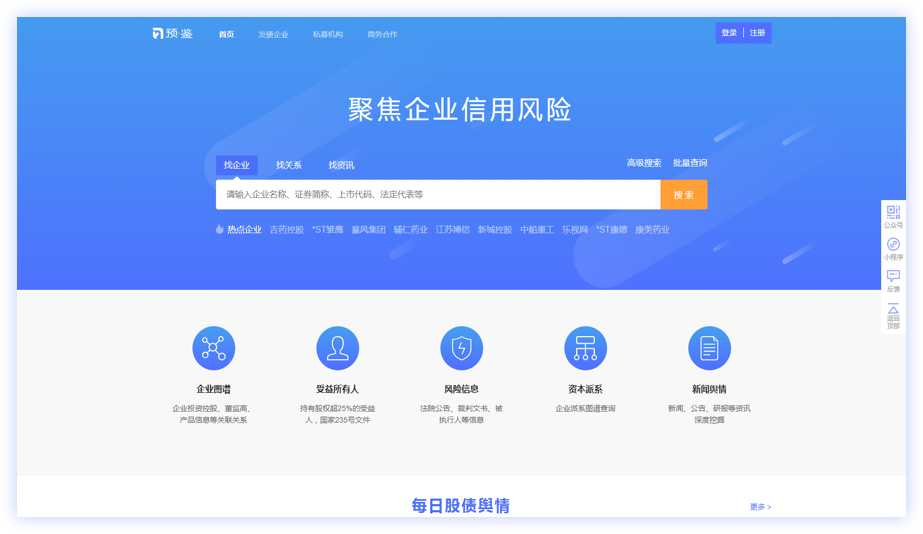 预·鉴 首页 发债企业 私募机构 商务合作 登录 注册
聚焦企业信用风险
找企业 找关系 找资讯 高级搜索 批量查询
请输入企业名称、证券简称、上市代码、法定代表等 搜 索
热点企业 吉药控股 *ST雏鹰 暴风集团 辅仁药业 江苏博信 新城控股 中船重工 乐视网 *ST康德 康美药业
公众号
小程序
反馈
返回
顶部
企业图谱 受益所有人 风险信息 资本派系 新闻舆情
企业投资控股、董监高、 持有股权超25%的受益 法院公告、裁判文书、被 企业派系图谱查询 新闻、公告、研报等资讯
产品信息等关联关系 人，国家235号文件 执行人等信息 深度挖掘
每日股债舆情 更多 >